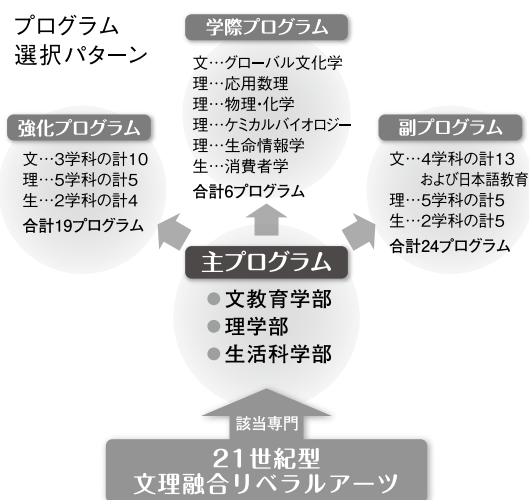 プログラム
選択パターン
学際プログラム
文…グローバル文化学
理…応用数理
理…物理・化学
理…ケミカルバイオロジー
理…生命情報学
生…消費者学
合計6プログラム
強化プログラム
文…3学科の計10
理…5学科の計5
生…2学科の計4
合計19プログラム
副プログラム
文…4学科の計13
および日本語教育
理…5学科の計5
生…2学科の計5
合計24プログラム
主プログラム
● 文教育学部
● 理学部
● 生活科学部
該当専門
21世紀型
文理融合リベラルアーツ